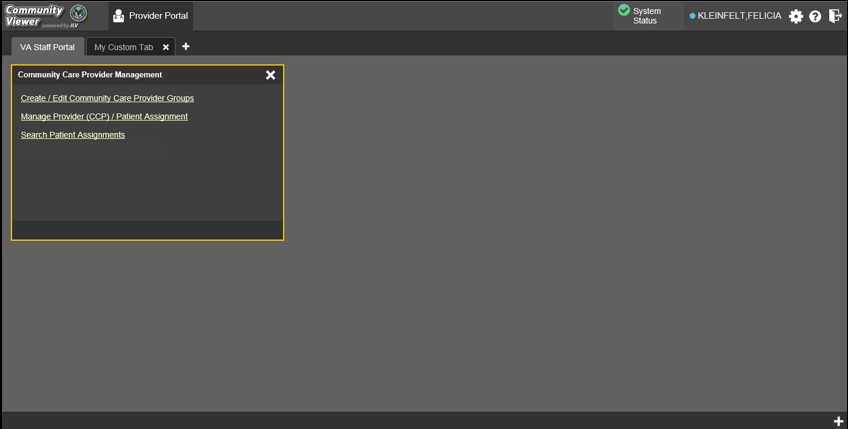 Community
Viewer powered by JLV
Provider Portal
System
Status
KLEINFELT,FELICIA
VA Staff Portal
My Custom Tab
Community Care Provider Management
Create / Edit Community Care Provider Groups
Manage Provider (CCP) / Patient Assignment
Search Patient Assignments